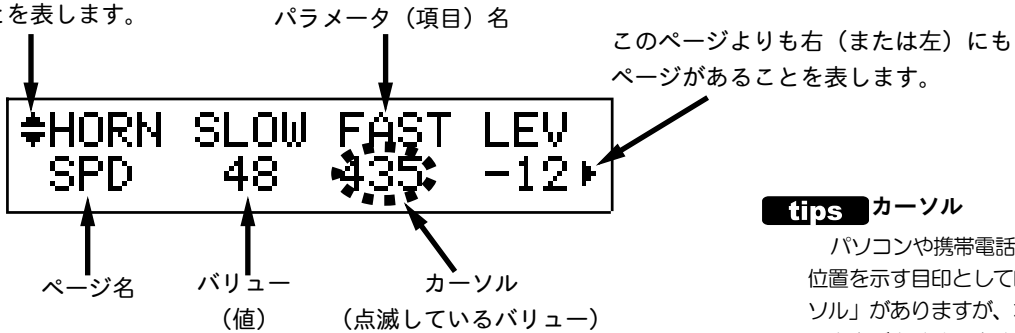 とを表します。
パラメータ（項目）名
このページよりも右（または左）にも
ページがあることを表します。
HORN SLOW FAST LEV
SPD 48 435 -12
ページ名
バリュー
（値）
カーソル
（点滅しているバリュー）
tips カーソル
パソコンや携帯電話
位置を示す目印として
ソル」がありますが、